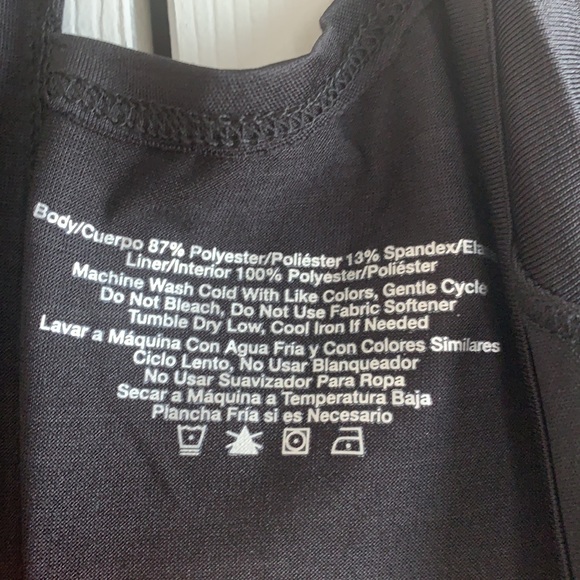 Body/Cuerpo 87% Polyester/Poliéster 13% Spandex/Ela
Liner/Interior 100% Polyester/Poliéster
Machine Wash Cold With Like Colors, Gentle Cycle
Do Not Bleach, Do Not Use Fabric Softener
Tumble Dry Low, Cool Iron If Needed
Lavar a Máquina Con Agua Fria y Con Colores Similares
Ciclo Lento, No Usar Blanqueador
No Usar Suavizador Para Ropa
Secar a Máquina a Temperatura Baja
Plancha Fría si es Necesario